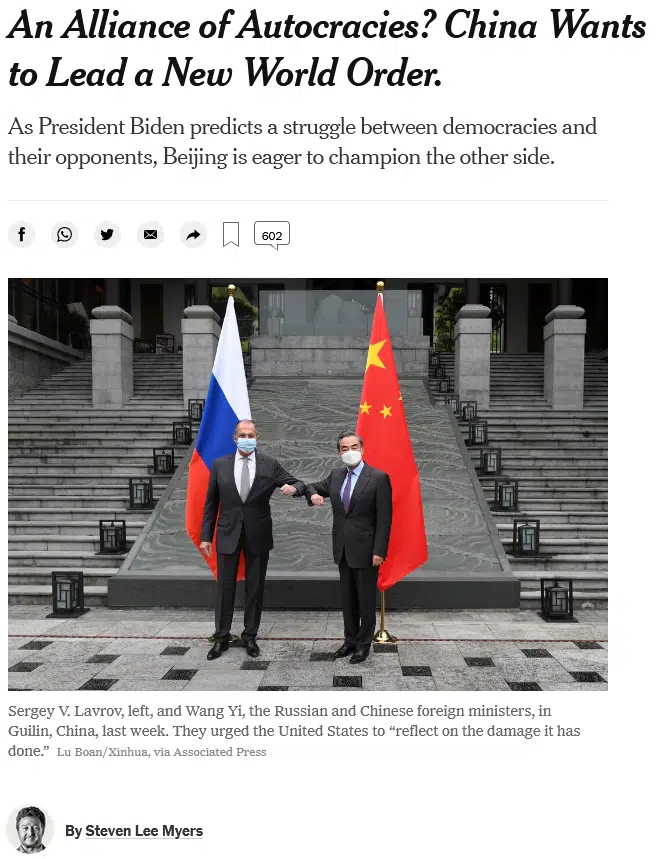 An Alliance of Autocracies? China Wants
to Lead a New World Order.
As President Biden predicts a struggle between democracies and
their opponents, Beijing is eager to champion the other side.
602
Sergey V. Lavrov, left, and Wang Yi, the Russian and Chinese foreign ministers, in
Guilin, China, last week. They urged the United States to “reflect on the damage it has
done.” Lu Boan/Xinhua, via Associated Press
By Steven Lee Myers